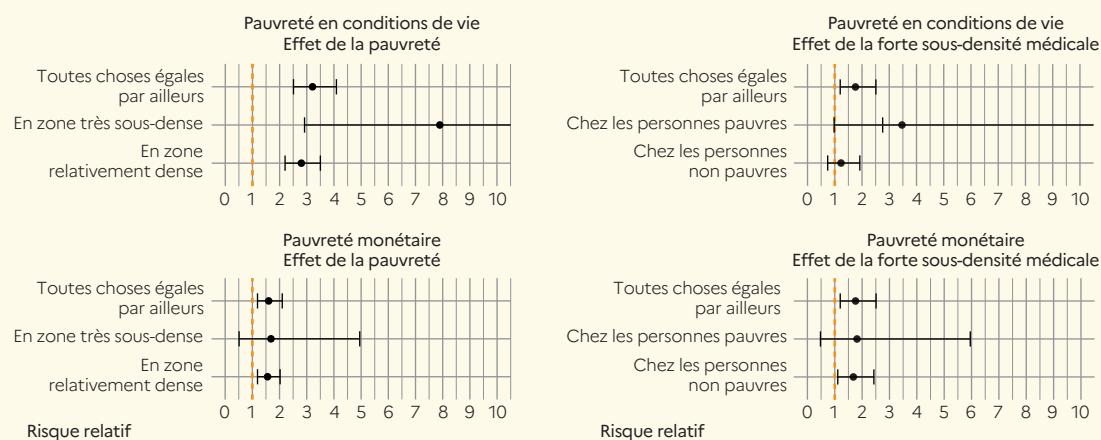 Pauvreté en conditions de vie
Effet de la pauvreté
Toutes choses égales
par ailleurs
En zone très sous-dense
En zone
relativement dense
0 1 2 3 4 5 6 7 8 9 10
Pauvreté en conditions de vie
Effet de la forte sous-densité médicale
Toutes choses égales
par ailleurs
Chez les personnes pauvres
Chez les personnes
non pauvres
0 1 2 3 4 5 6 7 8 9 10
Pauvreté monétaire
Effet de la pauvreté
Toutes choses égales
par ailleurs
En zone très sous-dense
En zone
relativement dense
0 1 2 3 4 5 6 7 8 9 10
Risque relatif
Pauvreté monétaire
Effet de la forte sous-densité médicale
Toutes choses égales
par ailleurs
Chez les personnes pauvres
Chez les personnes
non pauvres
0 1 2 3 4 5 6 7 8 9 10
Risque relatif